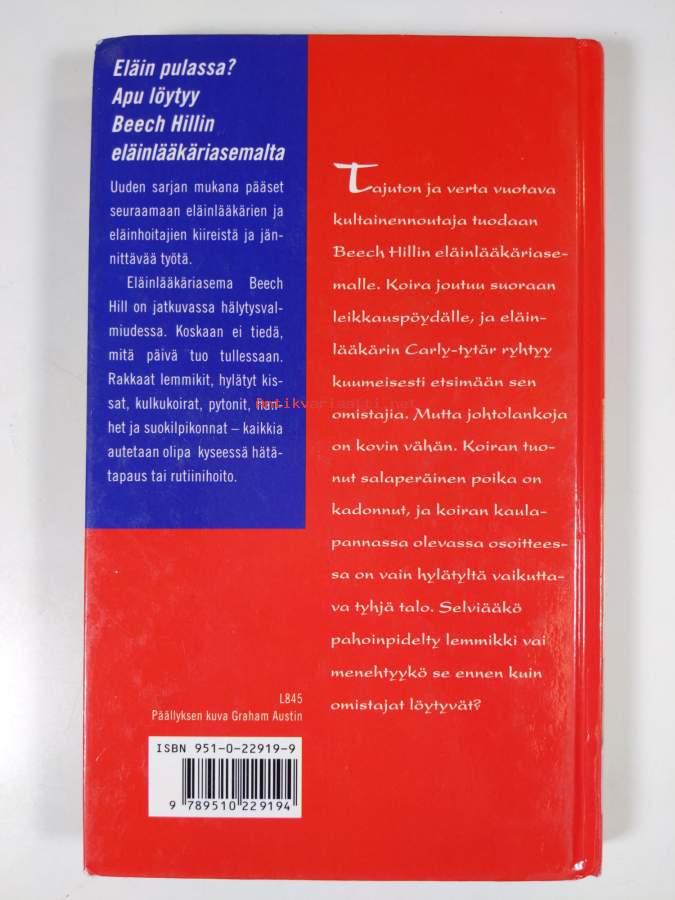 Eläin pulassa?
Apu löytyy
Beech Hillin
eläinlääkäriasemalta
Uuden sarjan mukana pääset
seuraamaan eläinlääkärien ja
eläinhoitajien kiireistä ja jän-
nittävää työtä.
Eläinlääkäriasema Beech
Hill on jatkuvassa hälytysval-
miudessa. Koskaan ei tiedä,
mitä päivä tuo tullessaan.
Rakkaat lemmikit, hylätyt kis-
sat, kulkukoirat, pytonit,
het ja suokilpikonnat – kaikkia
autetaan olipa kyseessä hätä-
tapaus tai rutiinihoito.
Tajuton ja verta vuotava
kultainennoutaja tuodaan
Beech Hillin eläinlääkäriase-
malle. Koira joutuu suoraan
leikkauspöydälle, ja eläin-
lääkärin Carly-tytär ryhtyy
kuumeisesti etsimään sen
omistajia. Mutta johtolankoja
on kovin vähän. Koiran tuo-
nut salaperäinen poika on
kadonnut, ja koiran kaula-
pannassa olevassa osoittees-
sa on vain hylätyltä vaikutta-
va tyhjä talo. Selviääkö
pahoinpidelty lemmikki vai
menehtyykö se ennen kuin
omistajat löytyvät?
Antikvariaatti.net
L845
Päällyksen kuva Graham Austin
ISBN 951-0-22919-9
9 789510 229194